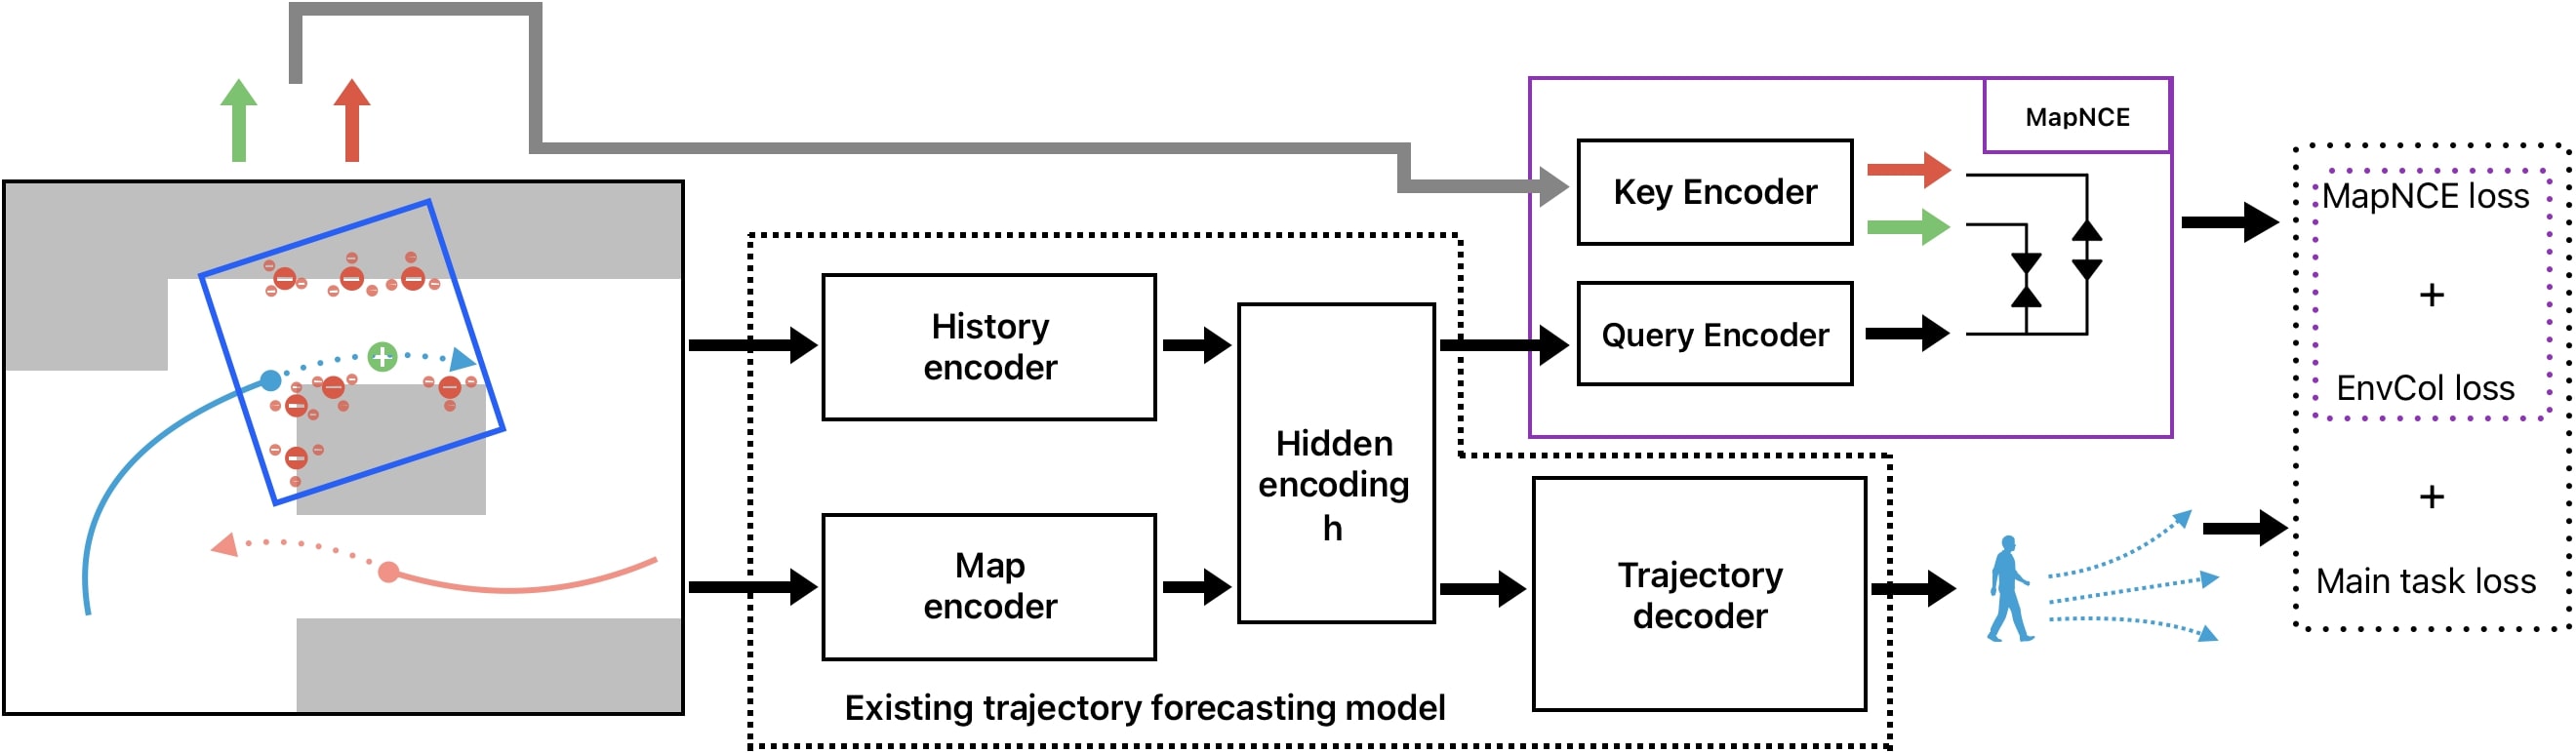 MapNCE
Key Encoder
Query Encoder
MapNCE loss
+
EnvCol loss
+
Main task loss
History
encoder
Hidden
encoding
h
Map
encoder
Trajectory
decoder
Existing trajectory forecasting model